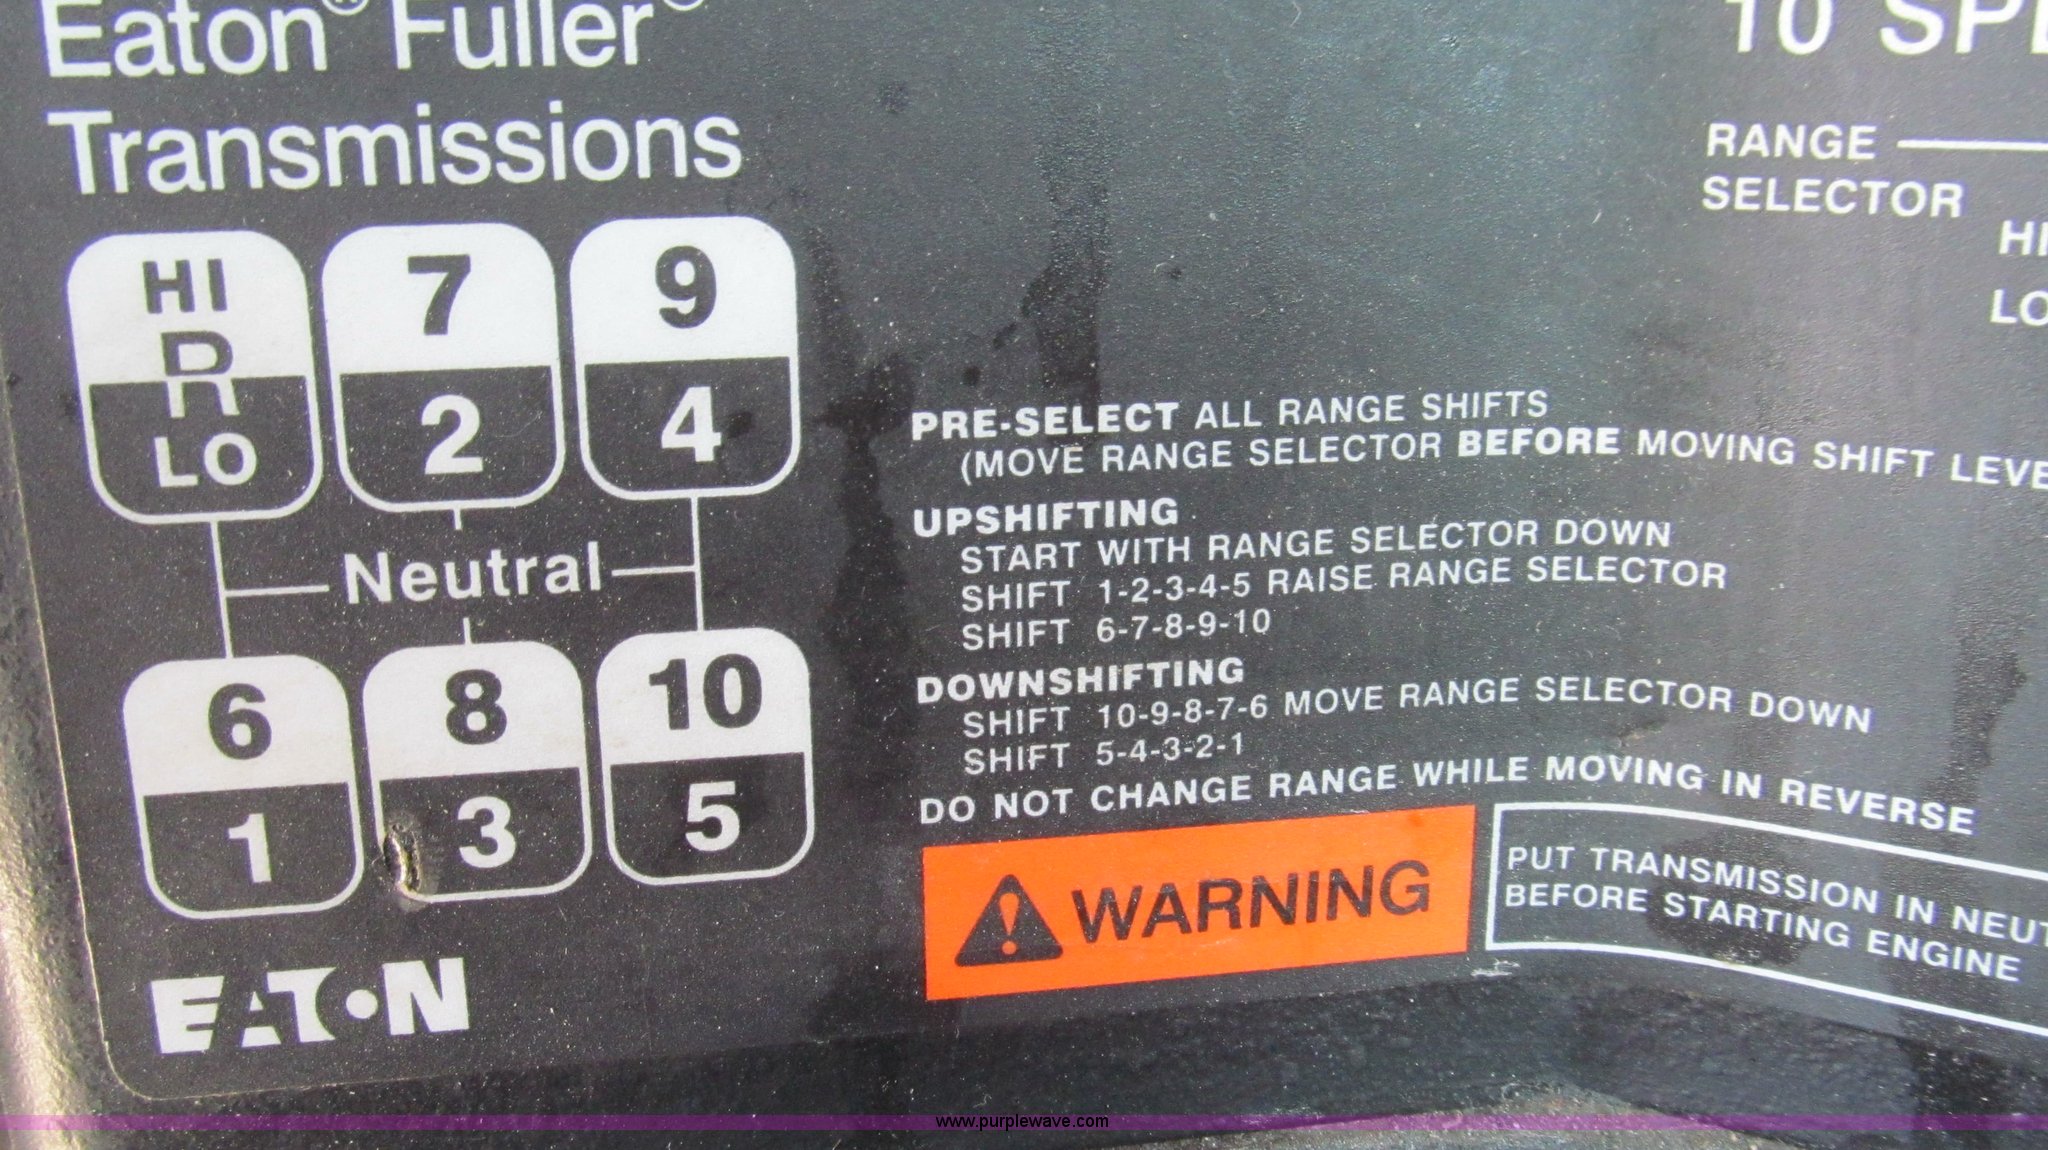 Eaton® Fuller®
Transmissions
HI
R
LO
7
2
9
4
Neutral
6
1
8
3
10
5
EATON
10
RANGE
SELECTOR
PRE-SELECT ALL RANGE SHIFTS
(MOVE RANGE SELECTOR BEFORE MOVING SHIFT
UPSHIFTING
START WITH RANGE SELECTOR DOWN
SHIFT 1-2-3-4-5 RAISE RANGE SELECTOR
SHIFT 6-7-8-9-10
DOWNSHIFTING
SHIFT 10-9-8-7-6 MOVE RANGE SELECTOR DOWN
SHIFT 5-4-3-2-1
DO NOT CHANGE RANGE WHILE MOVING IN REVERSE
WARNING
PUT TRANSMISSION IN
BEFORE STARTING ENGINE
www.purplewave.com